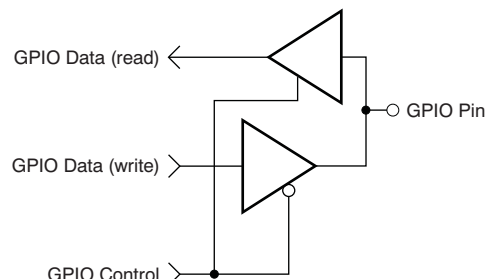 GPIO Data (read)
GPIO Pin
GPIO Data (write)
GPIO Control